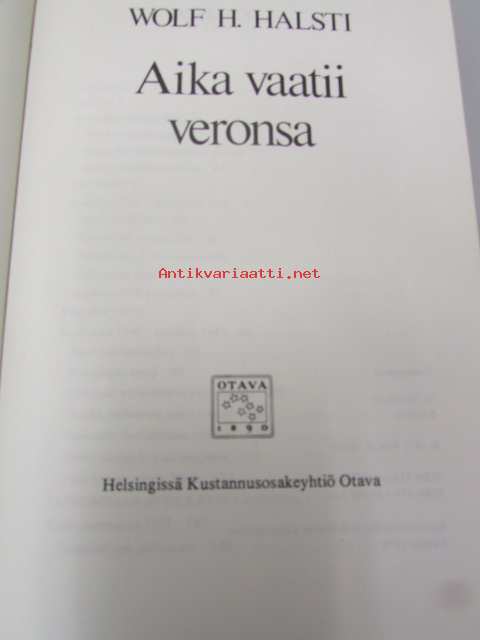 WOLF H. HALSTI
Aika vaatii
veronsa
Antikvariaatti.net
OTAVA
1890
Helsingissä Kustannusosakeyhtiö Otava